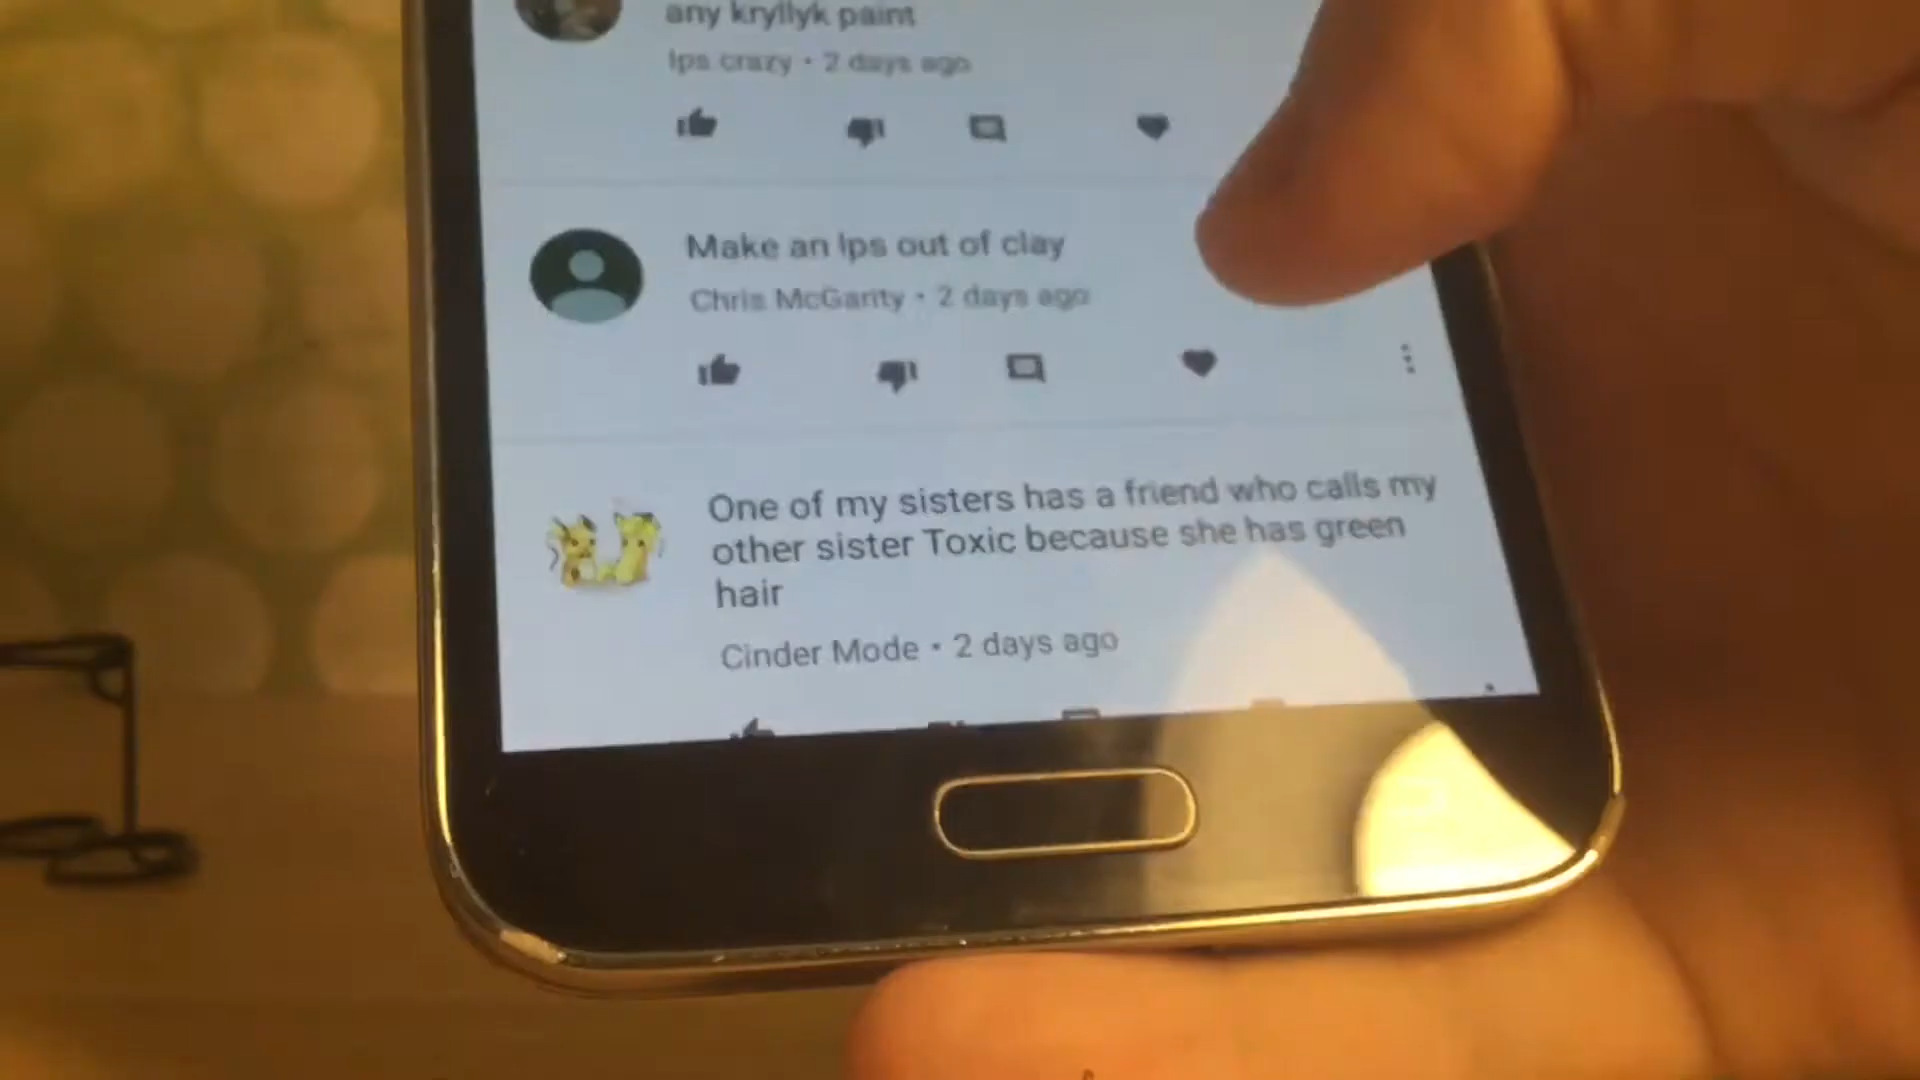 any kryllyk paint
lps crazy • 2 days ago
Make an lps out of clay
Chris McGarity • 2 days ago
One of my sisters has a friend who calls my
other sister Toxic because she has green
hair
Cinder Mode • 2 days ago